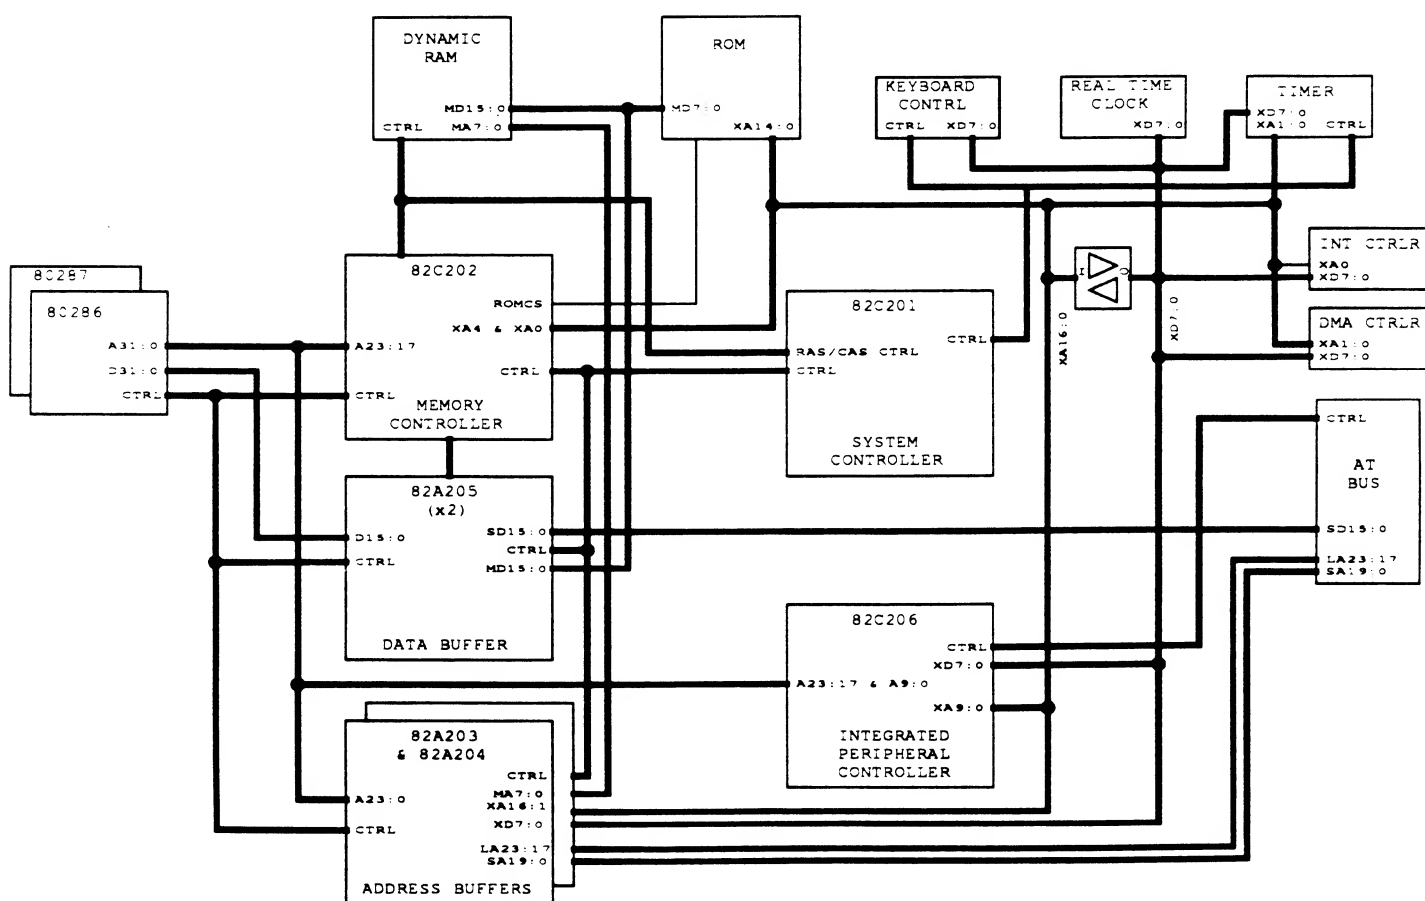 DYNAMIC
RAM
MD15:0
CTRL MA7:0
ROM
MD7:0
XA14:0
KEYBOARD
CONTRL
CTRL XD7:0
REAL TIME
CLOCK
XD7:0
TIMER
XD7:0
XA1:0 CTRL
80287
80286
A31:0
D31:0
CTRL
82C202
ROMCS
XA4 & XA0
A23:17
CTRL
CTRL
MEMORY
CONTROLLER
82C201
CTRL
RAS/CAS CTRL
CTRL
SYSTEM
CONTROLLER
I
O
XA16:0
XD7:0
INT CTRLR
XA0
XD7:0
DMA CTRLR
XA1:0
XD7:0
CTRL
AT
BUS
SD15:0
LA23:17
SA19:0
82A205
(x2)
SD15:0
D15:0
CTRL
CTRL
MD15:0
DATA BUFFER
82C206
CTRL
XD7:0
A23:17 & A9:0
XA9:0
INTEGRATED
PERIPHERAL
CONTROLLER
82A203
& 82A204
CTRL
MA7:0
A23:0
XA16:1
XD7:0
CTRL
LA23:17
SA19:0
ADDRESS BUFFERS